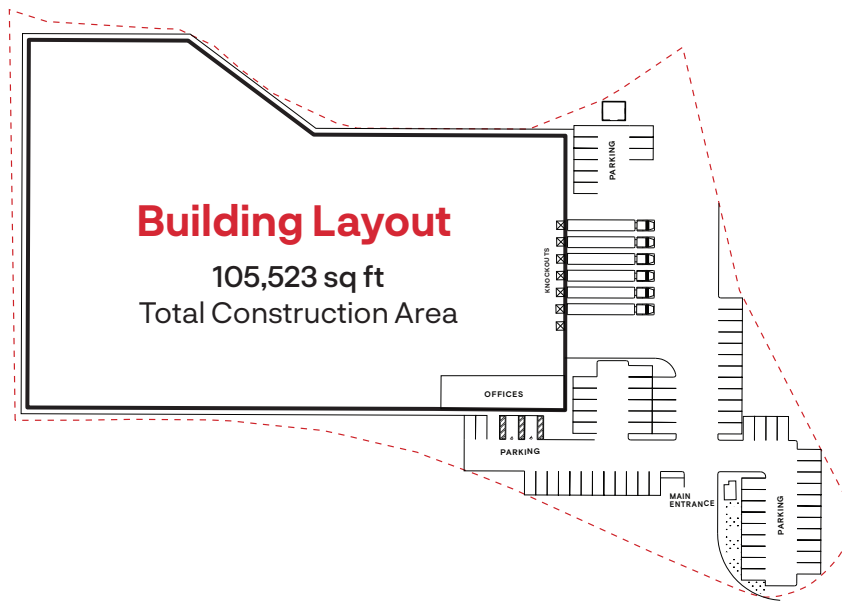 PARKING
Building Layout
105,523 sq ft
Total Construction Area
KNOCKOUTS
OFFICES
PARKING
MAIN
ENTRANCE
PARKING